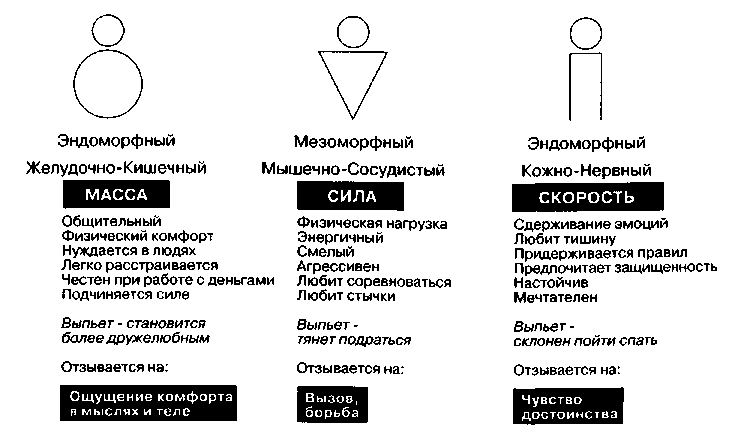 Эндоморфный
Желудочно-Кишечный
МАССА
Общительный
Физический комфорт
Нуждается в людях
Легко расстраивается
Честен при работе с деньгами
Подчиняется силе
Выпьет - становится
более дружелюбным
Отзывается на:
Ощущение комфорта
в мыслях и теле
Мезоморфный
Мышечно-Сосудистый
СИЛА
Физическая нагрузка
Энергичный
Смелый
Агрессивен
Любит соревноваться
Любит стычки
Выпьет -
тянет подраться
Отзывается на:
Вызов,
борьба
Эндоморфный
Кожно-Нервный
СКОРОСТЬ
Сдерживание эмоций
Любит тишину
Придерживается правил
Предпочитает защищенность
Настойчив
Мечтателен
Выпьет -
склонен пойти спать
Отзывается на:
Чувство
достоинства